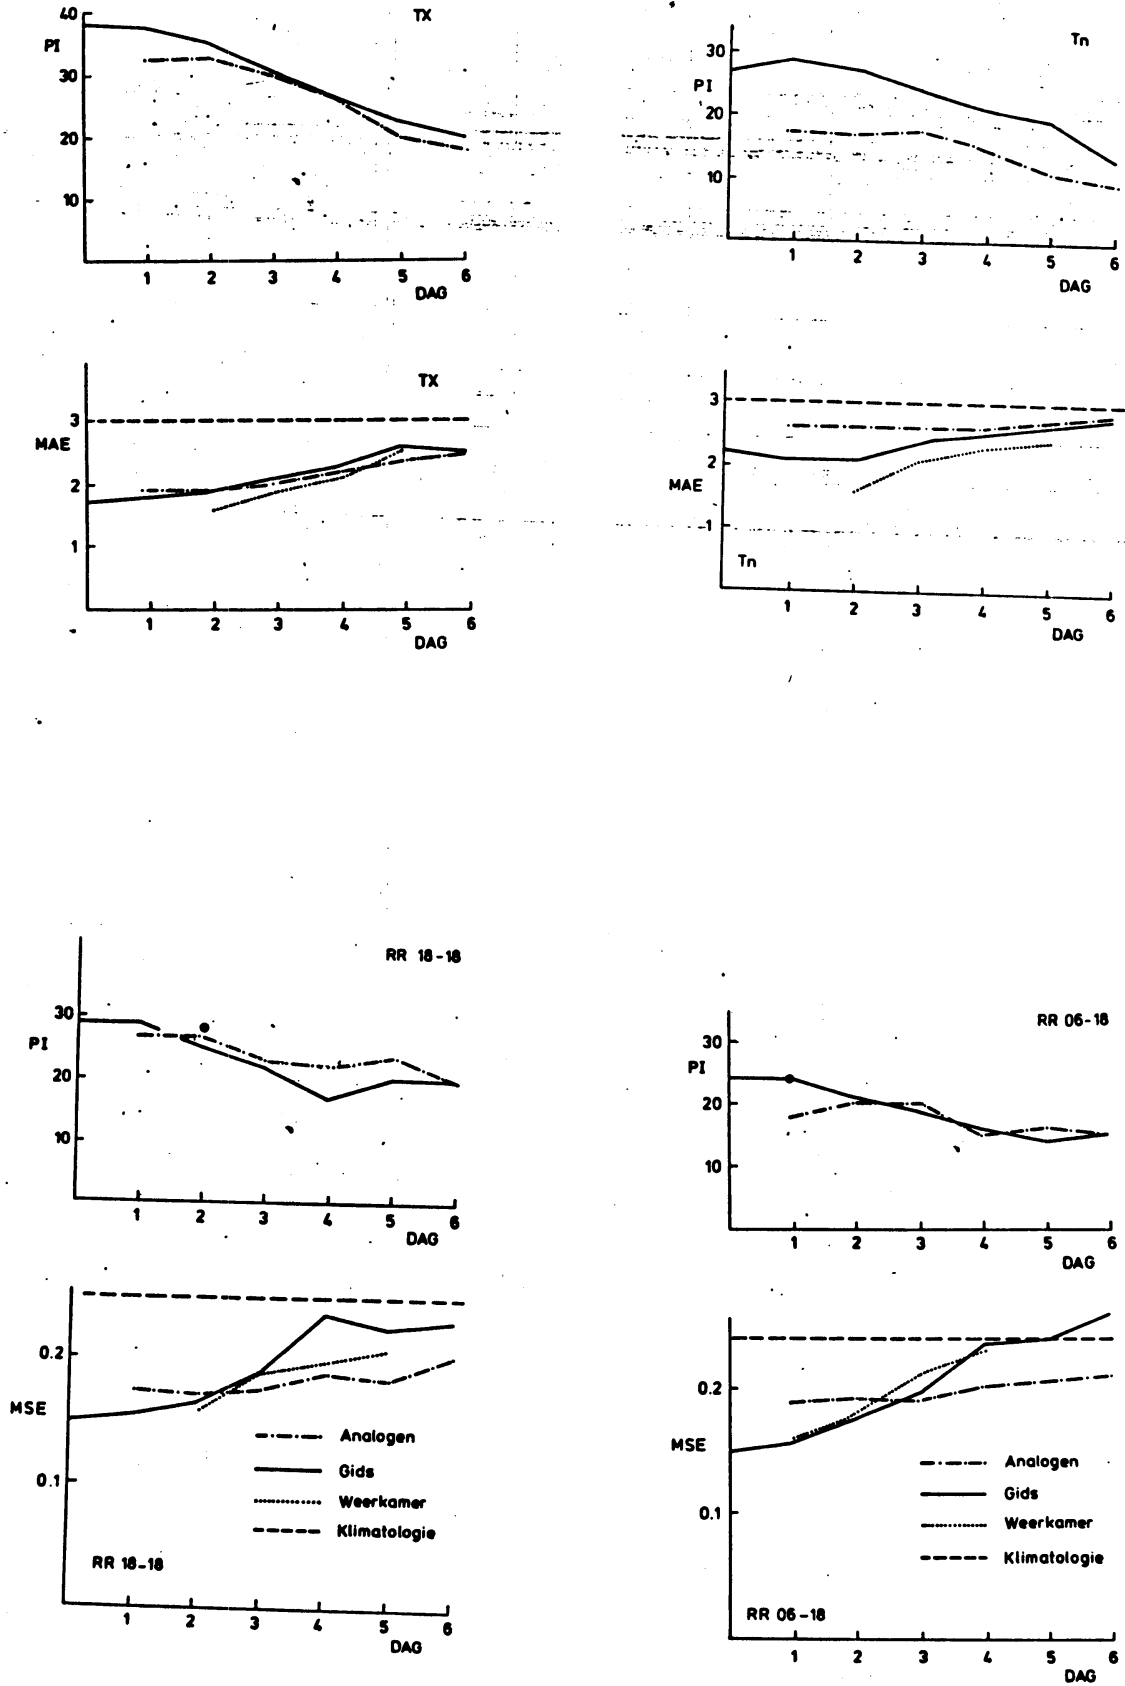 TX
40
PI
30
20
10
1 2 3 4 5 6
DAG
Tn
30
PI
20
10
1 2 3 4 5 6
DAG
TX
3
MAE
2
1
1 2 3 4 5 6
DAG
3
2
MAE
1
Tn
1 2 3 4 5 6
DAG
RR 18-18
30
PI
20
10
1 2 3 4 5 6
DAG
RR 06-18
30
PI
20
10
1 2 3 4 5 6
DAG
0.2
MSE
Analogen
Gids
0.1
Weerkamer
Klimatologie
RR 18-18
1 2 3 4 5 6
DAG
0.2
MSE
Analogen
Gids
0.1
Weerkamer
Klimatologie
RR 06-18
1 2 3 4 5 6
DAG